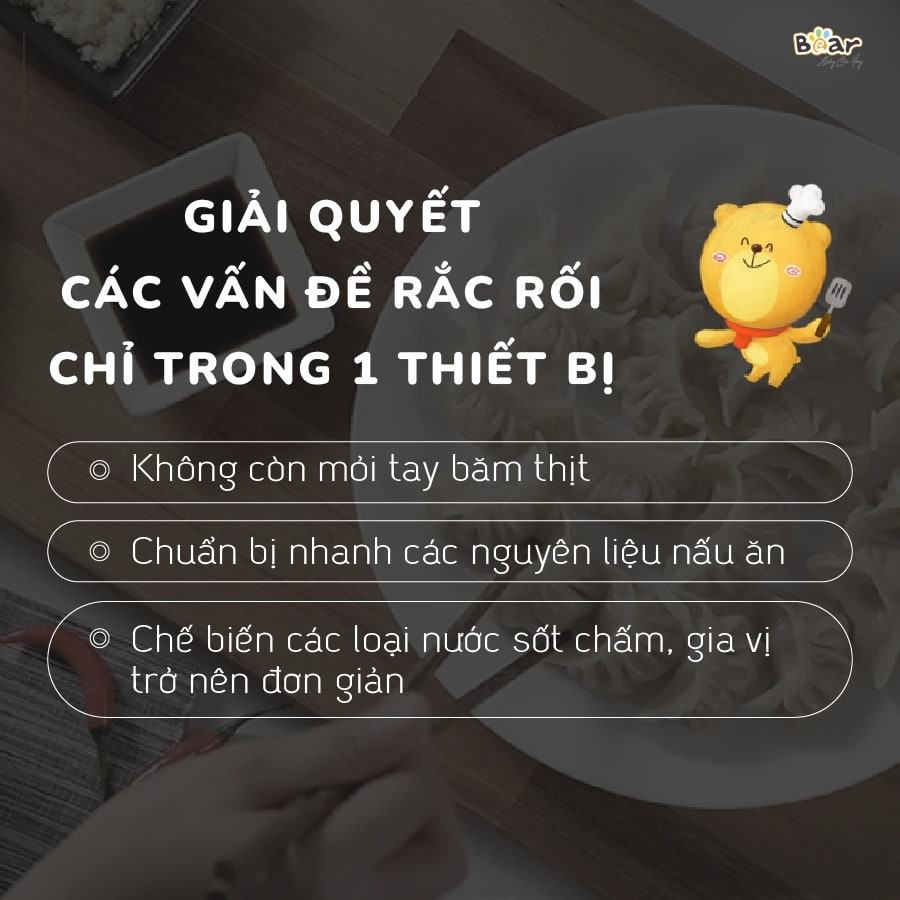 Bear
GIẢI QUYẾT
CÁC VẤN ĐỀ RẮC RỐI
CHỈ TRONG 1 THIẾT BỊ
Không còn mỏi tay băm thịt
Chuẩn bị nhanh các nguyên liệu nấu ăn
Chế biến các loại nước sốt chấm, gia vị
trở nên đơn giản